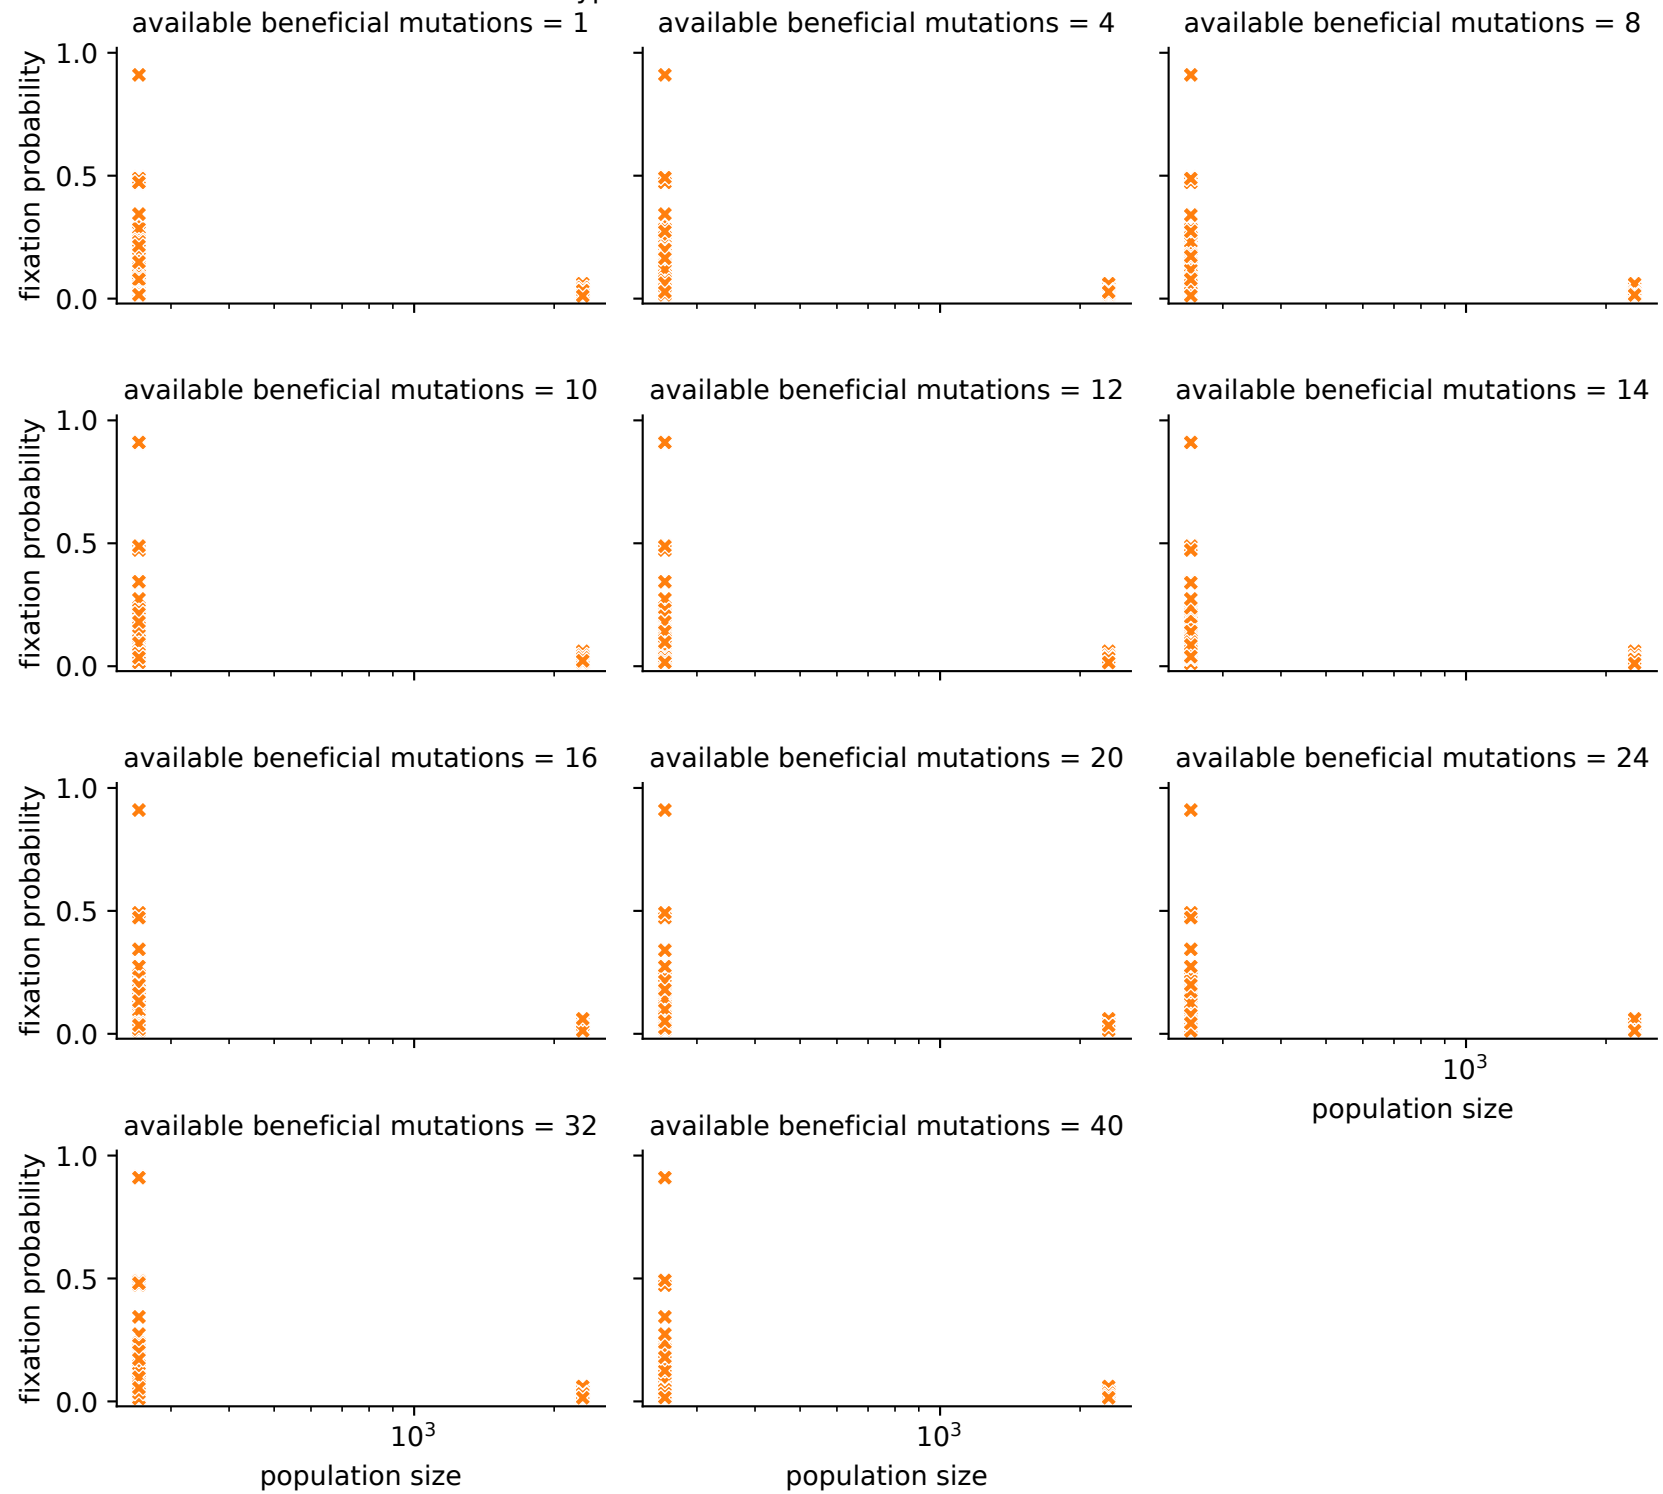 available beneficial mutations = 1
available beneficial mutations = 4
available beneficial mutations = 8
fixation probability
1.0
0.5
0.0
available beneficial mutations = 10
available beneficial mutations = 12
available beneficial mutations = 14
fixation probability
1.0
0.5
0.0
available beneficial mutations = 16
available beneficial mutations = 20
available beneficial mutations = 24
fixation probability
1.0
0.5
0.0
10³
population size
available beneficial mutations = 32
available beneficial mutations = 40
fixation probability
1.0
0.5
0.0
10³
10³
population size
population size